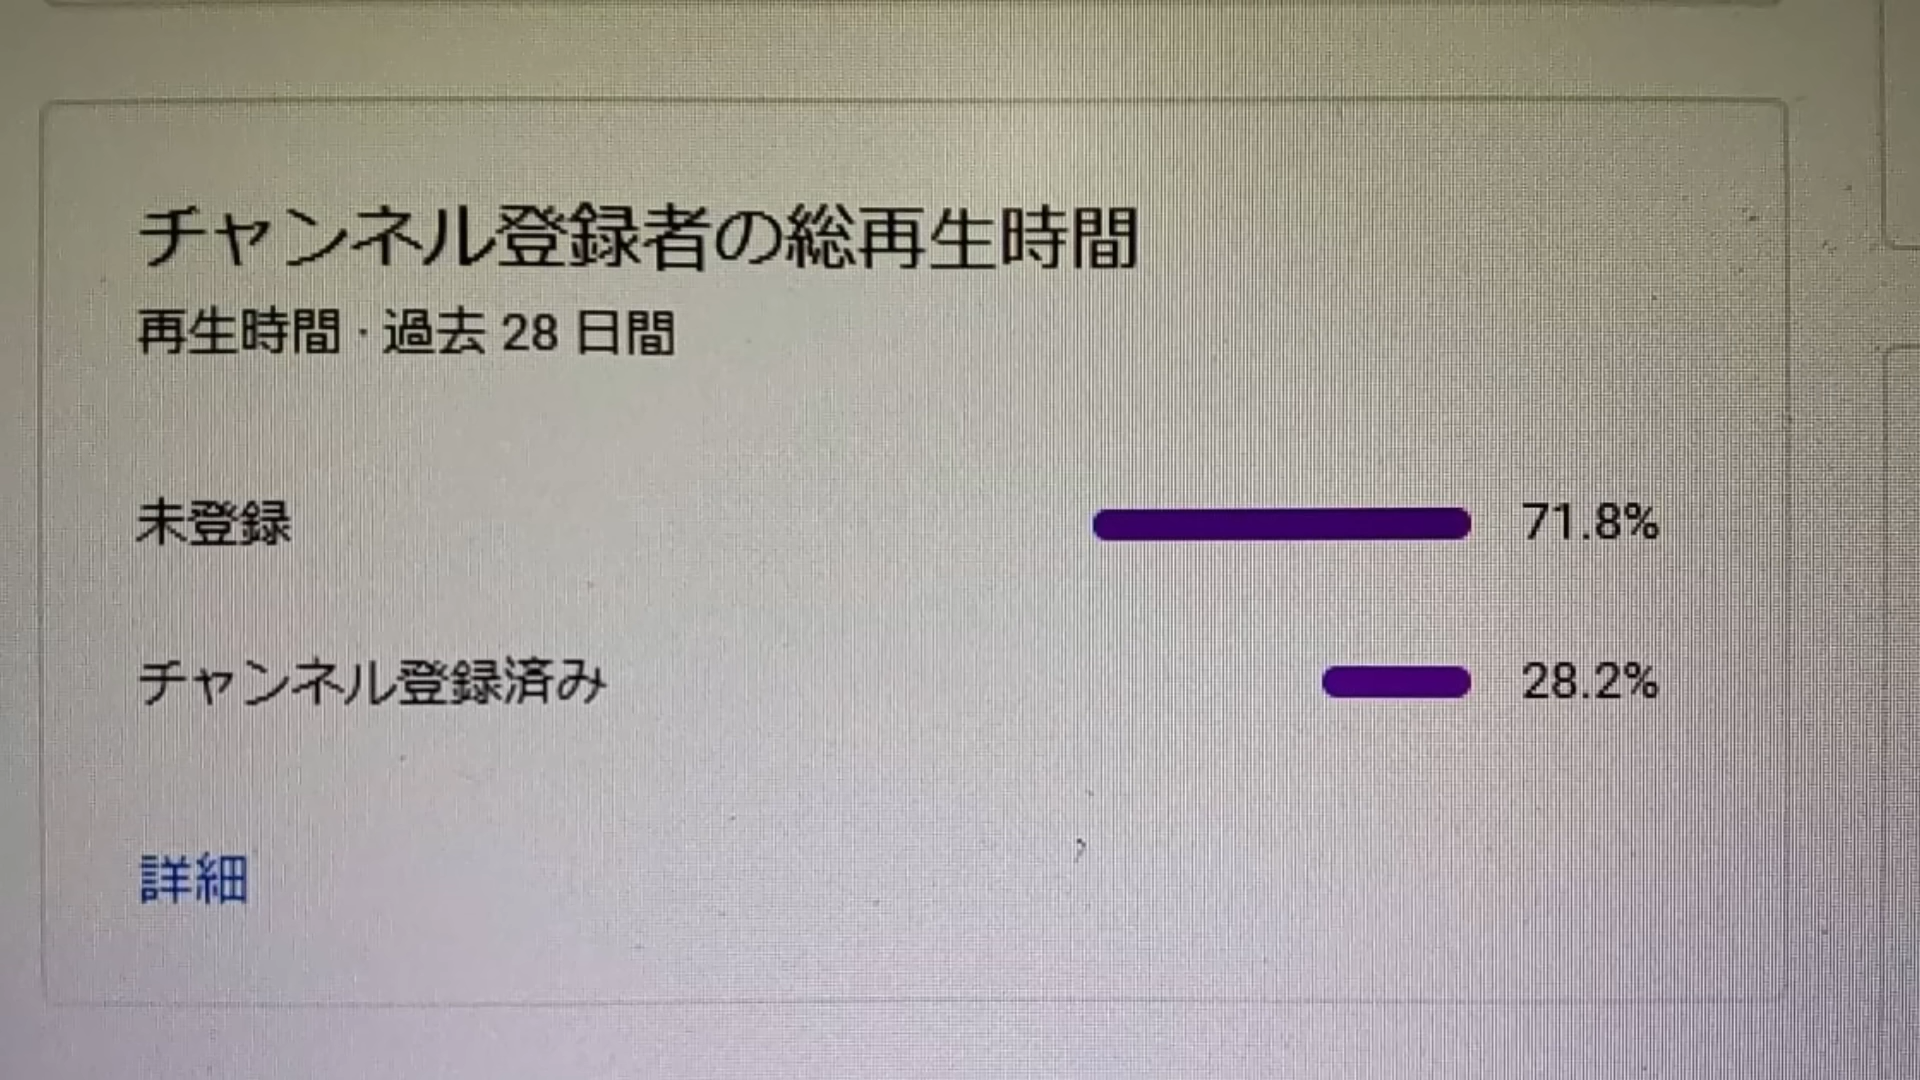 チャンネル登録者の総再生時間
再生時間 · 過去 28 日間
未登録 71.8%
チャンネル登録済み 28.2%
詳細